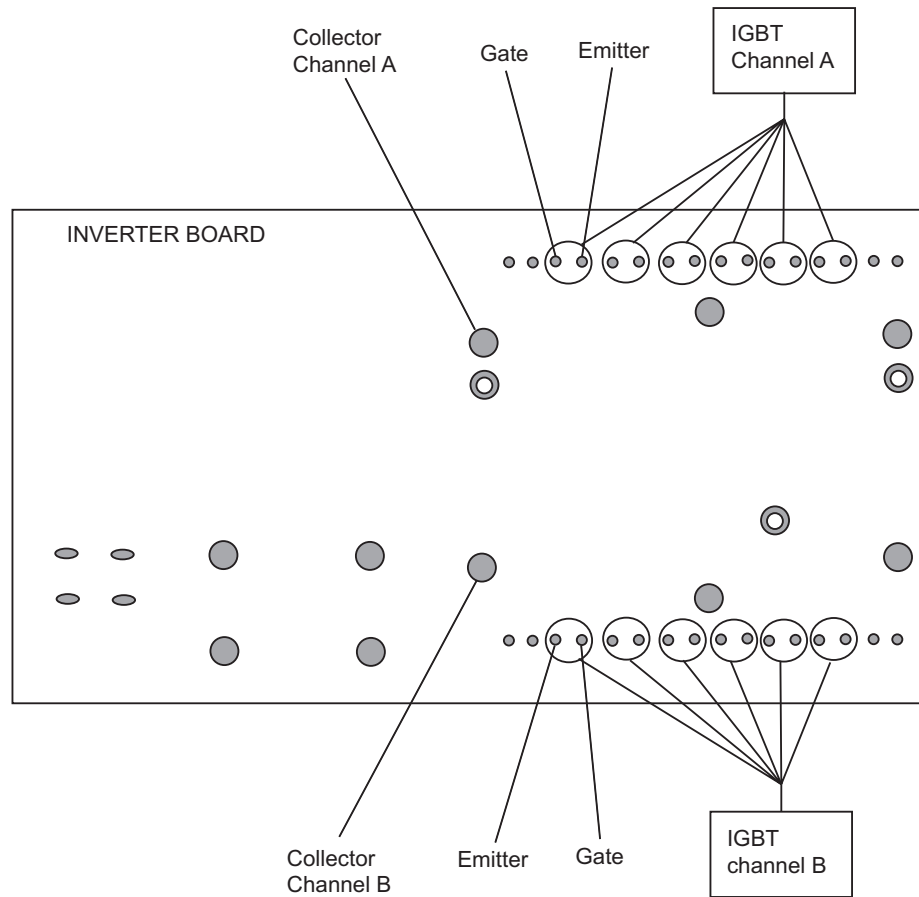 Collector
Channel A
Gate
Emitter
IGBT
Channel A
INVERTER BOARD
Collector
Channel B
Emitter
Gate
IGBT
channel B